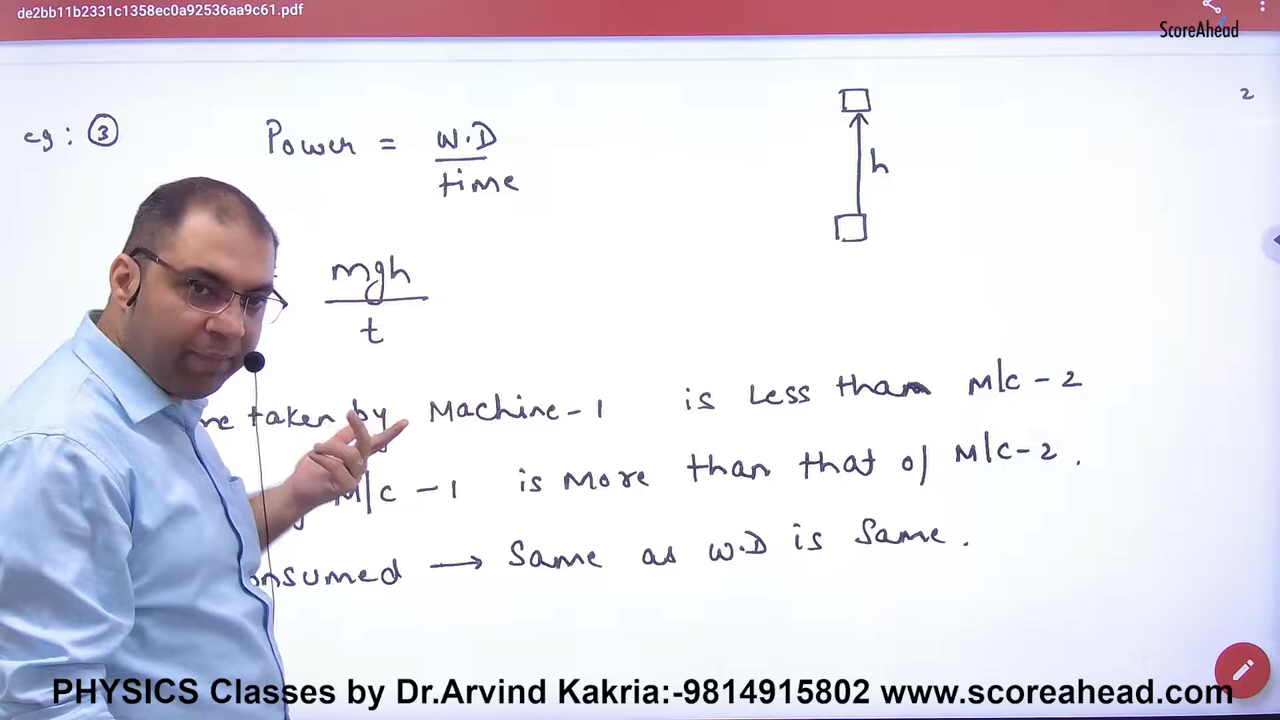 de2bb11b2331c1358ec0a92536aa9c61.pdf
ScoreAhead
2
eg : ③ Power = W.D / time
h
mgh / t
taken by Machine-1 is Less than M/c-2
M/c-1 is more than that of M/c-2.
→ Same as W.D is Same.
PHYSICS Classes by Dr.Arvind Kakria:-9814915802 www.scoreahead.com